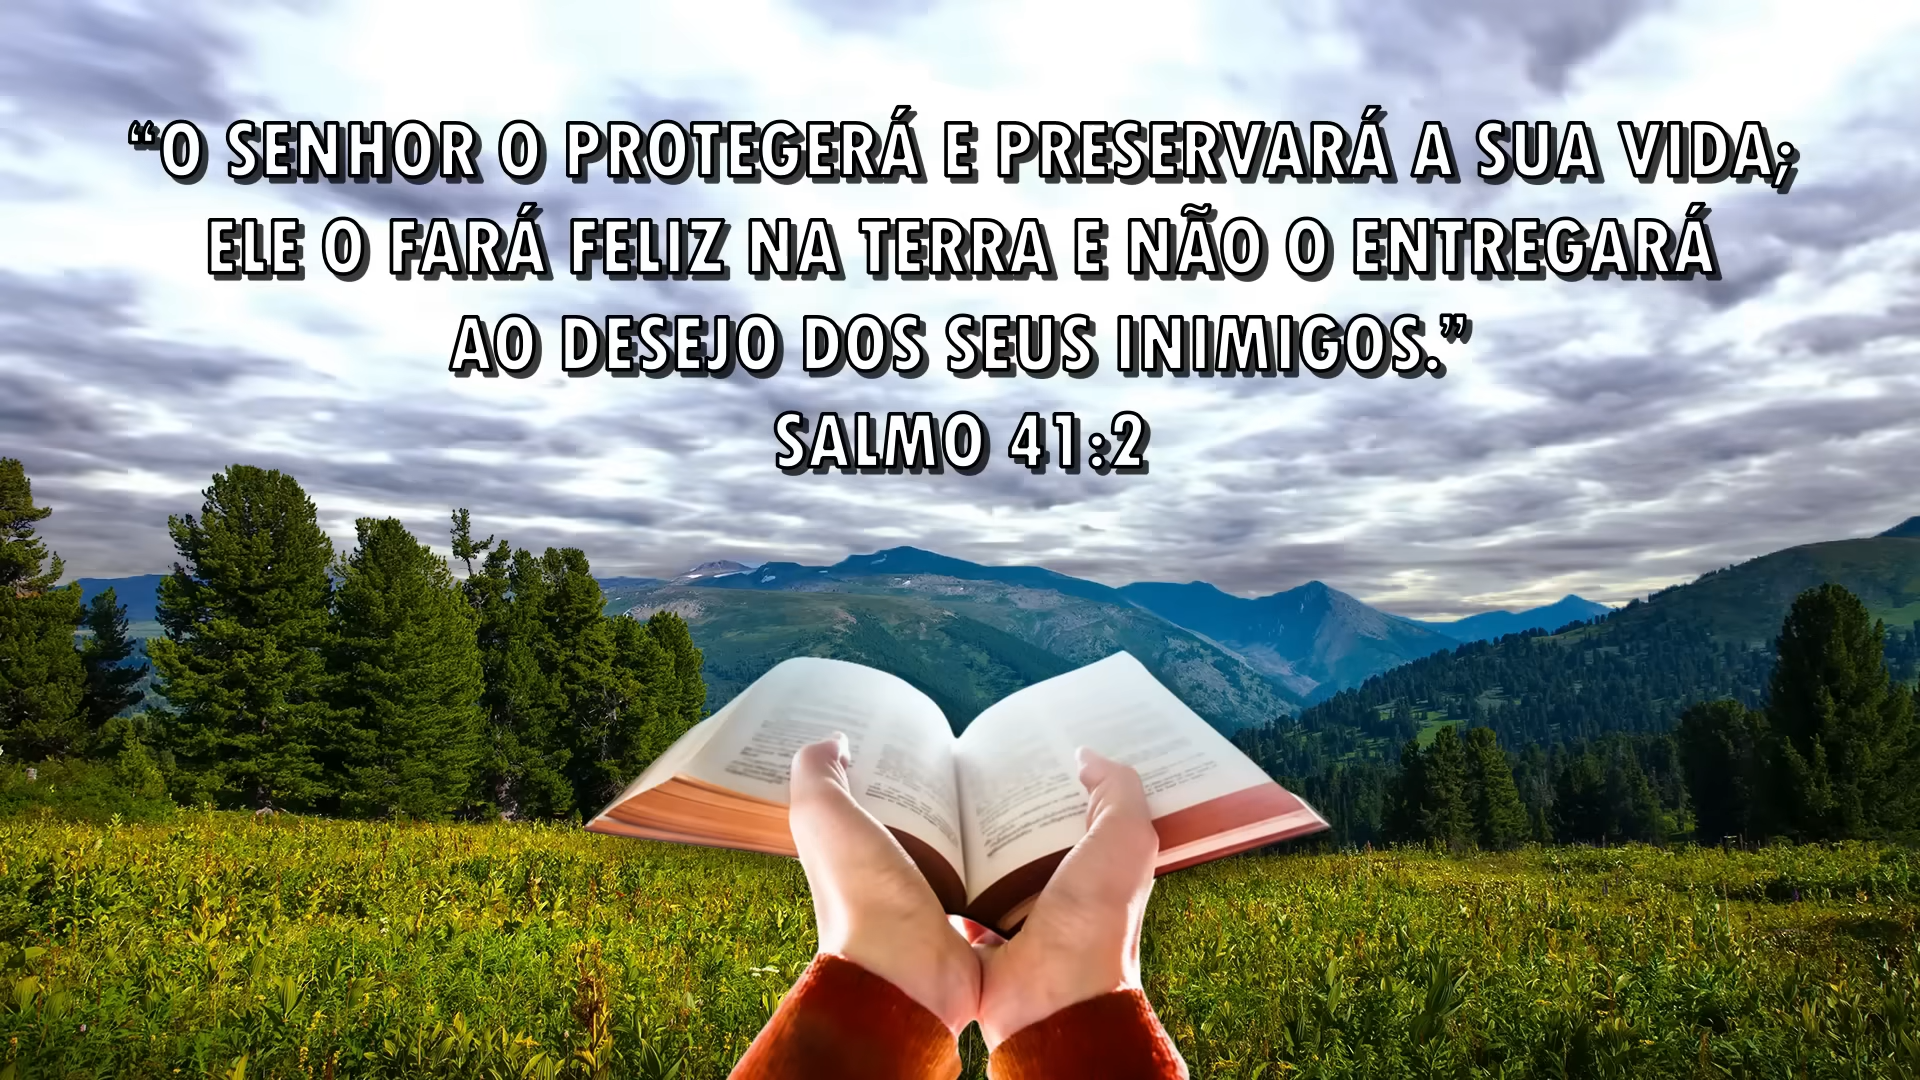 “O SENHOR O PROTEGERÁ E PRESERVARÁ A SUA VIDA;
ELE O FARÁ FELIZ NA TERRA E NÃO O ENTREGARÁ
AO DESEJO DOS SEUS INIMIGOS.”
SALMO 41:2